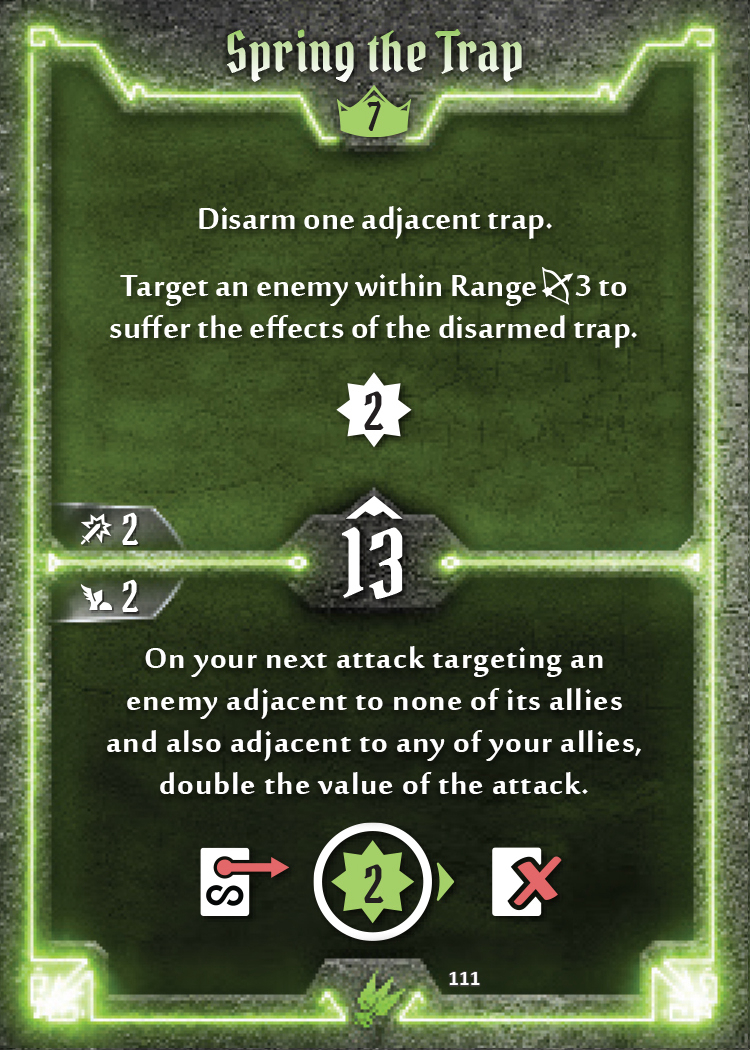 Spring the Trap
7
Disarm one adjacent trap.
Target an enemy within Range 3 to
suffer the effects of the disarmed trap.
2
2
13
2
On your next attack targeting an
enemy adjacent to none of its allies
and also adjacent to any of your allies,
double the value of the attack.
2
111